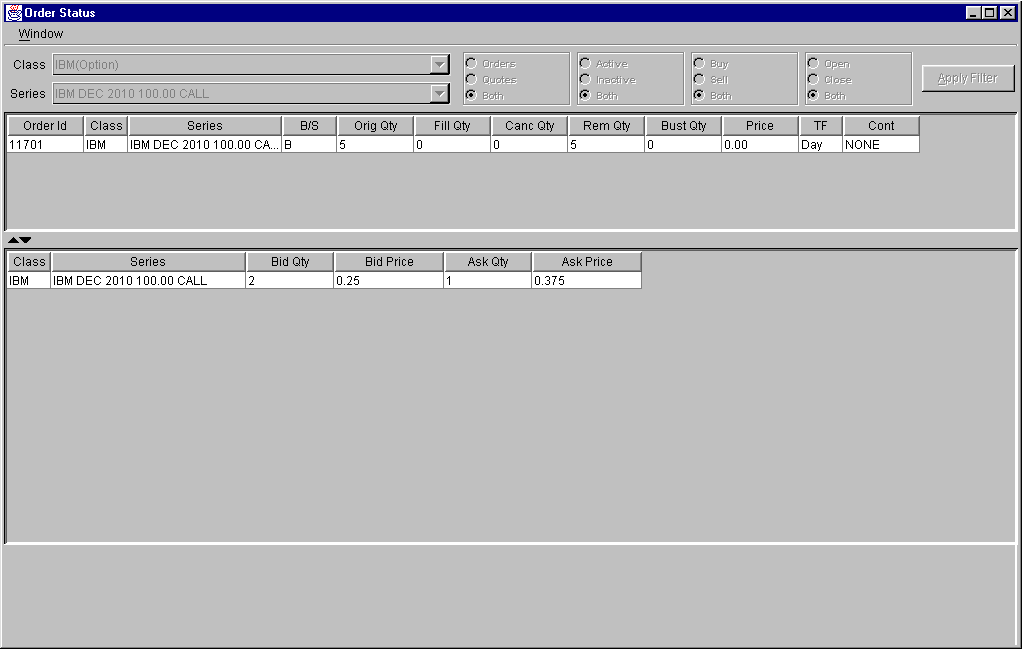 Order Status
Window
Class IBM(Option) Orders Active Buy Open
Quotes Inactive Sell Close Apply Filter
Series IBM DEC 2010 100.00 CALL Both Both Both Both
Order Id Class Series B/S Orig Qty Fill Qty Canc Qty Rem Qty Bust Qty Price TF Cont
11701 IBM IBM DEC 2010 100.00 CA... B 5 0 0 5 0 0.00 Day NONE
Class Series Bid Qty Bid Price Ask Qty Ask Price
IBM IBM DEC 2010 100.00 CALL 2 0.25 1 0.375